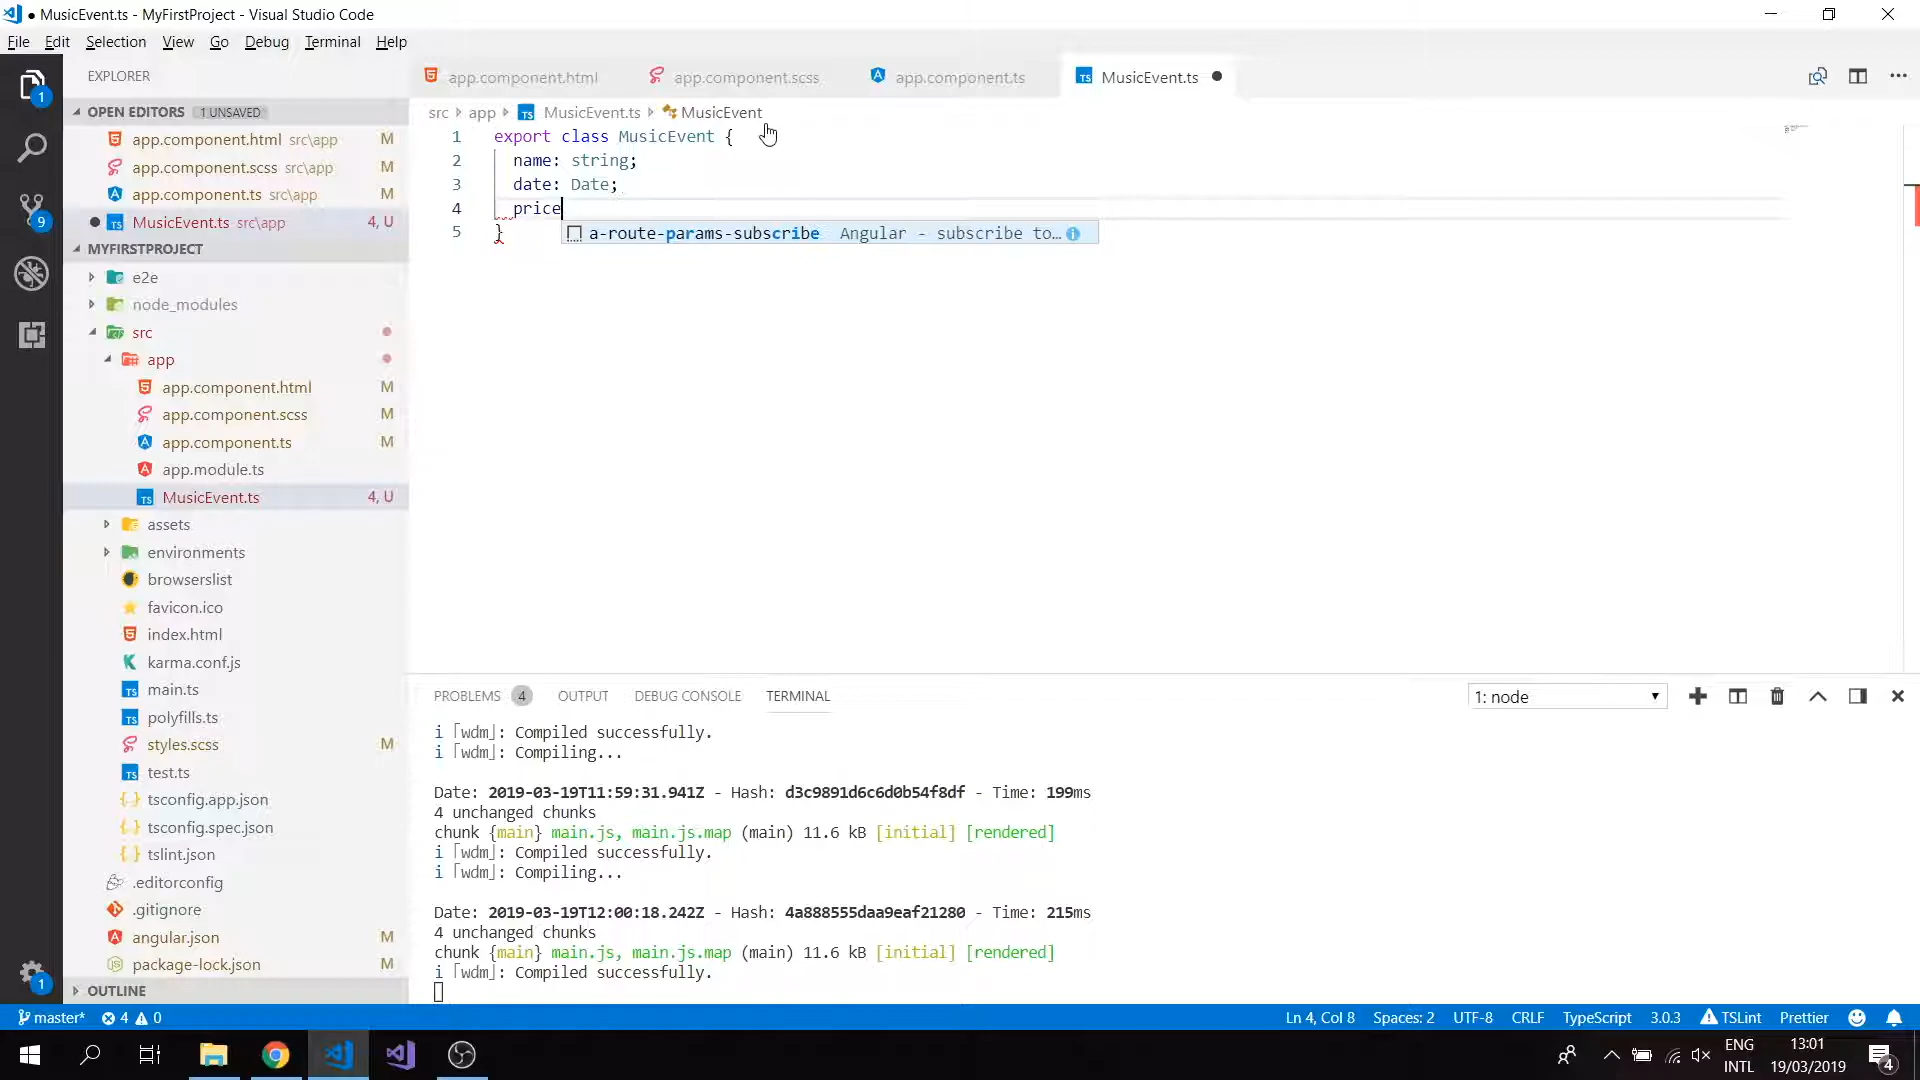 ● MusicEvent.ts - MyFirstProject - Visual Studio Code
File Edit Selection View Go Debug Terminal Help
EXPLORER
OPEN EDITORS 1 UNSAVED
app.component.html src\app M
app.component.scss src\app M
app.component.ts src\app M
MusicEvent.ts src\app 4, U
MYFIRSTPROJECT
e2e
node_modules
src
app
app.component.html M
app.component.scss M
app.component.ts M
app.module.ts
MusicEvent.ts 4, U
assets
environments
browserslist
favicon.ico
index.html
karma.conf.js
main.ts
polyfills.ts
styles.scss M
test.ts
tsconfig.app.json
tsconfig.spec.json
tslint.json
.editorconfig
.gitignore
angular.json M
package-lock.json M
OUTLINE
1
9
1
app.component.html app.component.scss app.component.ts MusicEvent.ts
src > app > MusicEvent.ts > MusicEvent
1 export class MusicEvent {
2 name: string;
3 date: Date;
4 price
5 }
a-route-params-subscribe Angular - subscribe to...
PROBLEMS 4 OUTPUT DEBUG CONSOLE TERMINAL
1: node
i ｢wdm｣: Compiled successfully.
i ｢wdm｣: Compiling...
Date: 2019-03-19T11:59:31.941Z - Hash: d3c9891d6c6d0b54f8df - Time: 199ms
4 unchanged chunks
chunk {main} main.js, main.js.map (main) 11.6 kB [initial] [rendered]
i ｢wdm｣: Compiled successfully.
i ｢wdm｣: Compiling...
Date: 2019-03-19T12:00:18.242Z - Hash: 4a888555daa9eaf21280 - Time: 215ms
4 unchanged chunks
chunk {main} main.js, main.js.map (main) 11.6 kB [initial] [rendered]
i ｢wdm｣: Compiled successfully.
master* 4 0
Ln 4, Col 8 Spaces: 2 UTF-8 CRLF TypeScript 3.0.3 TSLint Prettier
ENG
INTL
13:01
19/03/2019
4